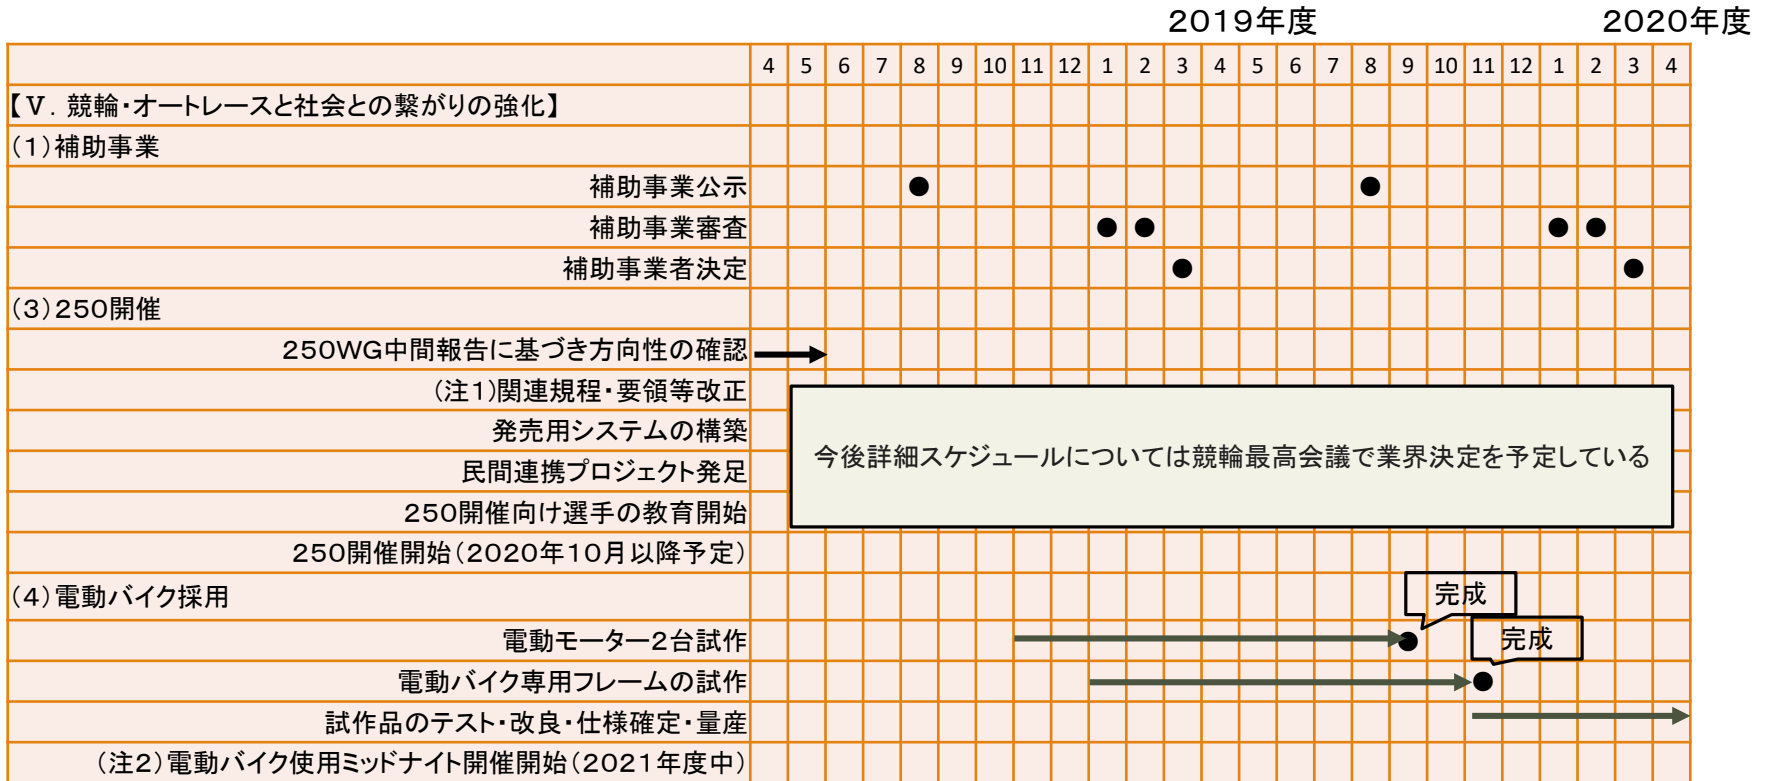 2019年度 2020年度
4 5 6 7 8 9 10 11 12 1 2 3 4 5 6 7 8 9 10 11 12 1 2 3 4
【Ⅴ．競輪・オートレースと社会との繋がりの強化】
(1)補助事業
補助事業公示
補助事業審査
補助事業者決定
(3)250開催
250WG中間報告に基づき方向性の確認
(注1)関連規程・要領等改正
発売用システムの構築
今後詳細スケジュールについては競輪最高会議で業界決定を予定している
民間連携プロジェクト発足
250開催向け選手の教育開始
250開催開始(2020年10月以降予定)
(4)電動バイク採用
完成
電動モーター2台試作
完成
電動バイク専用フレームの試作
試作品のテスト・改良・仕様確定・量産
(注2)電動バイク使用ミッドナイト開催開始(2021年度中)